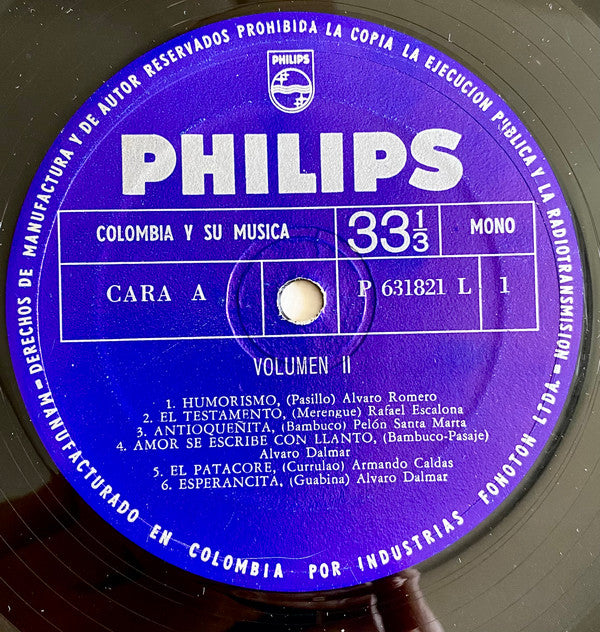 — DERECHOS DE MANUFACTURA Y DE AUTOR RESERVADOS PROHIBIDA LA COPIA LA EJECUCION PUBLICA Y LA RADIOTRANSMISION —
PHILIPS
PHILIPS
COLOMBIA Y SU MUSICA
33 1/3
MONO
CARA A
P 631821 L
1
VOLUMEN II
1. HUMORISMO, (Pasillo) Alvaro Romero
2. EL TESTAMENTO, (Merengue) Rafael Escalona
3. ANTIOQUEÑITA, (Bambuco) Pelón Santa Marta
4. AMOR SE ESCRIBE CON LLANTO, (Bambuco-Pasaje)
Alvaro Dalmar
5. EL PATACORE, (Currulao) Armando Caldas
6. ESPERANCITA, (Guabina) Alvaro Dalmar
MANUFACTURADO EN COLOMBIA POR INDUSTRIAS FONOTON LTDA.